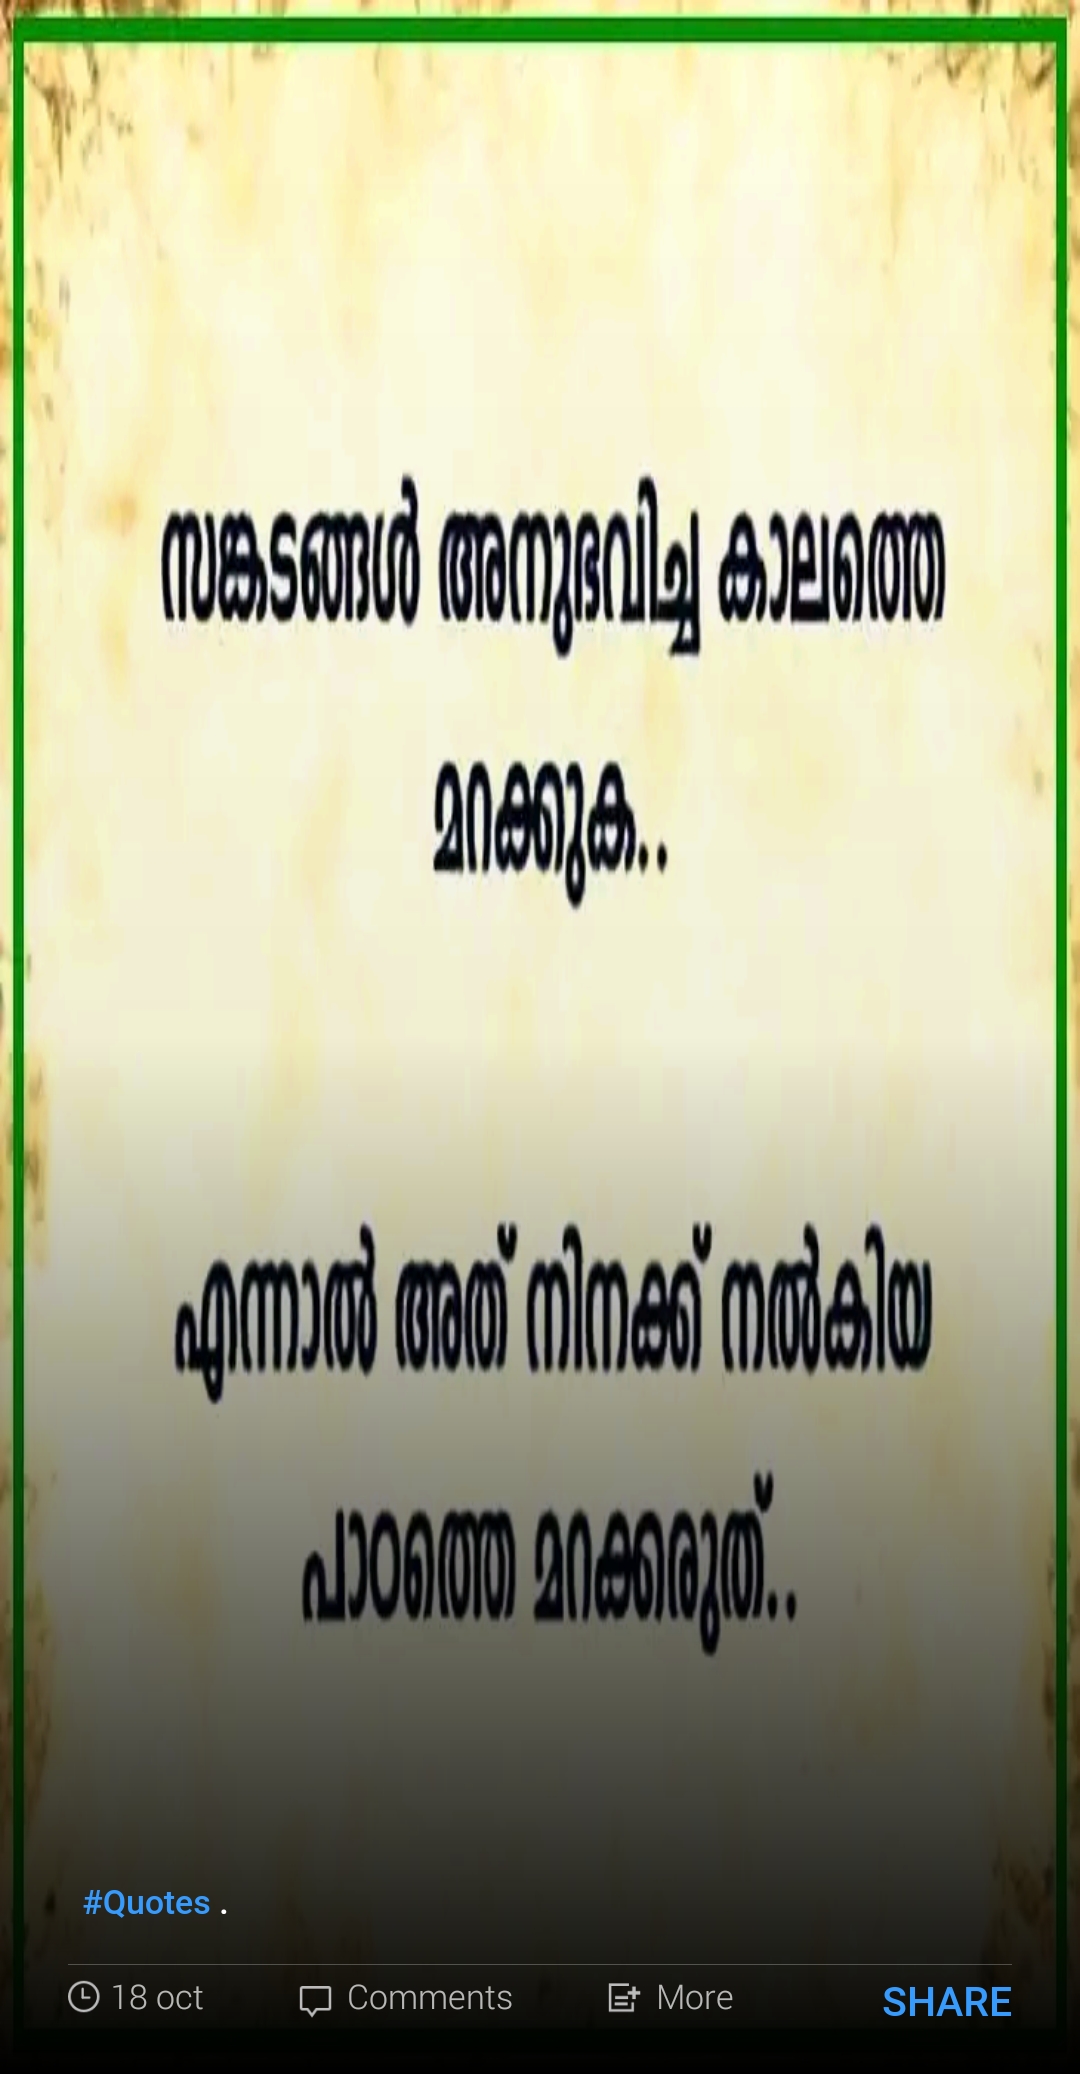 സങ്കടങ്ങൾ അനുഭവിച്ച കാലത്തെ
മറക്കുക..
എന്നാൽ അത് നിനക്ക് നൽകിയ
പാഠത്തെ മറക്കരുത്..
#Quotes .
18 oct Comments More SHARE